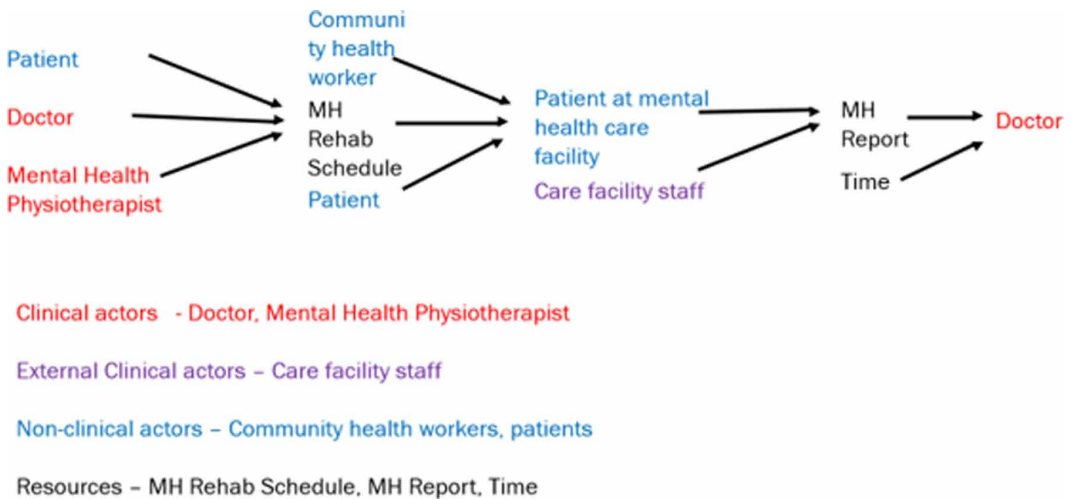 Patient
Doctor
Mental Health
Physiotherapist
Communi
ty health
worker
MH
Rehab
Schedule
Patient
Patient at mental
health care
facility
Care facility staff
MH
Report
Time
Doctor
Clinical actors - Doctor, Mental Health Physiotherapist
External Clinical actors – Care facility staff
Non-clinical actors – Community health workers, patients
Resources – MH Rehab Schedule, MH Report, Time